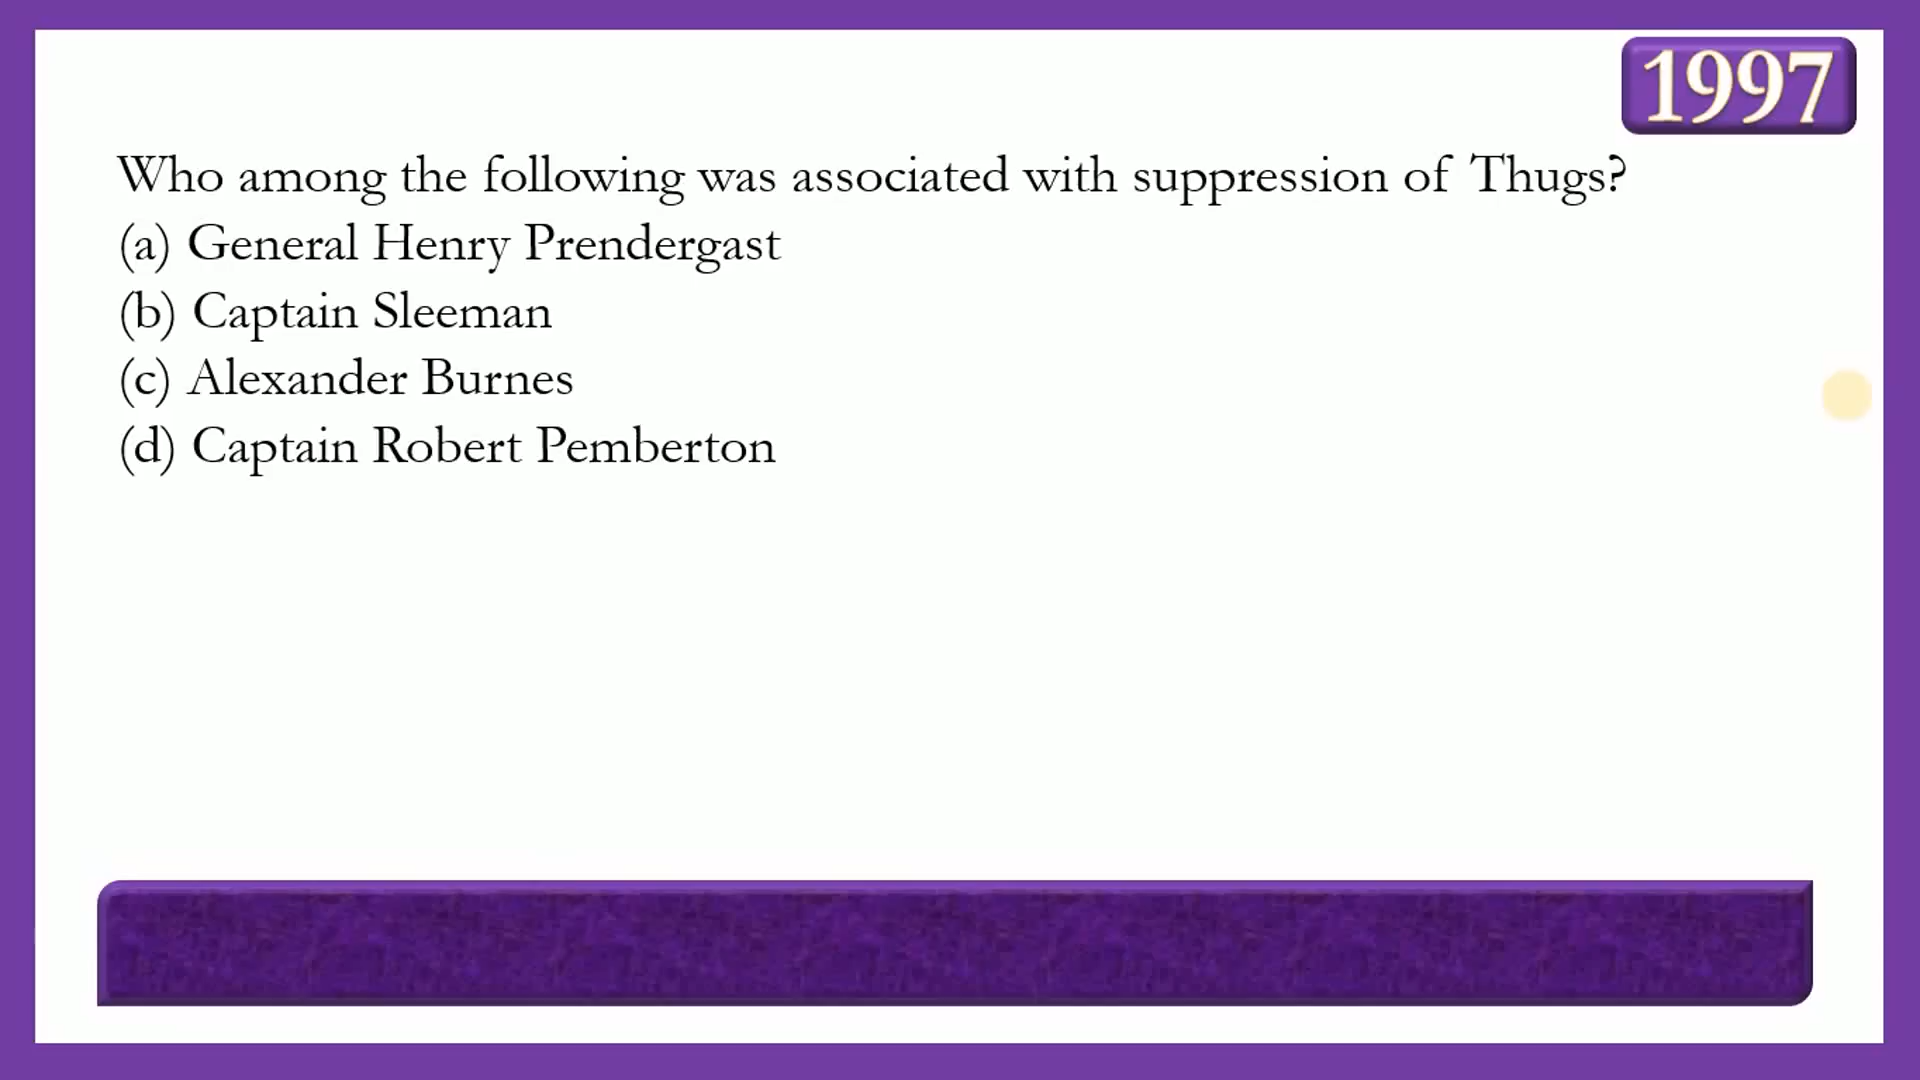 1997
Who among the following was associated with suppression of Thugs?
(a) General Henry Prendergast
(b) Captain Sleeman
(c) Alexander Burnes
(d) Captain Robert Pemberton